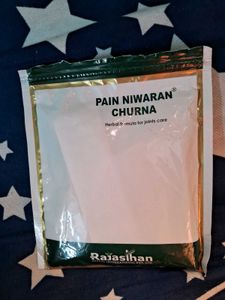 PAIN NIWARAN®
CHURNA
Herbal formula for joints care
Rajasthan